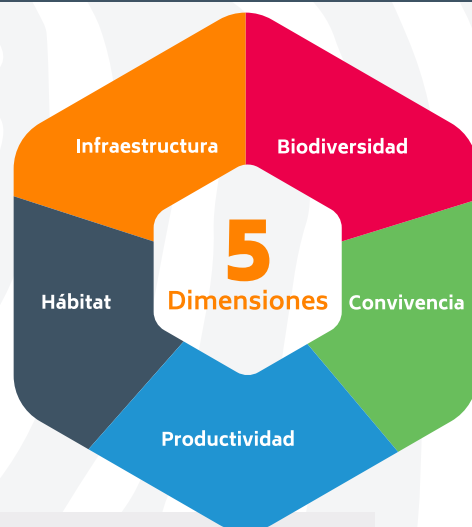 Infraestructura
Biodiversidad
5
Dimensiones
Hábitat
Convivencia
Productividad